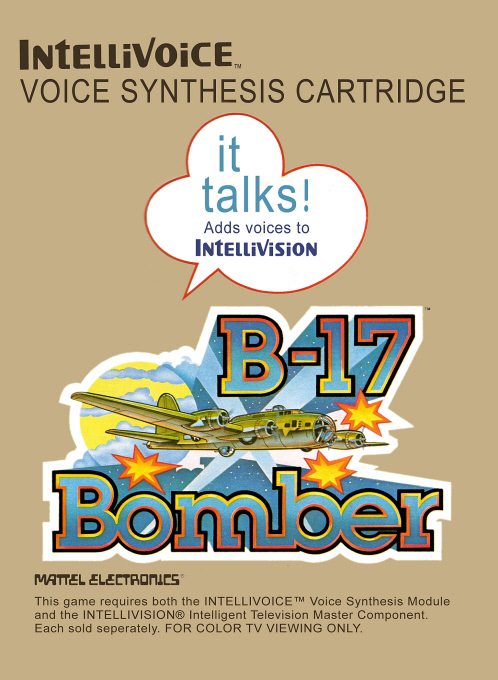 INTELLIVOICE™
VOICE SYNTHESIS CARTRIDGE
it
talks!
Adds voices to
INTELLIVISION
B-17™
Bomber
MATTEL ELECTRONICS®
This game requires both the INTELLIVOICE™ Voice Synthesis Module
and the INTELLIVISION® Intelligent Television Master Component.
Each sold seperately. FOR COLOR TV VIEWING ONLY.